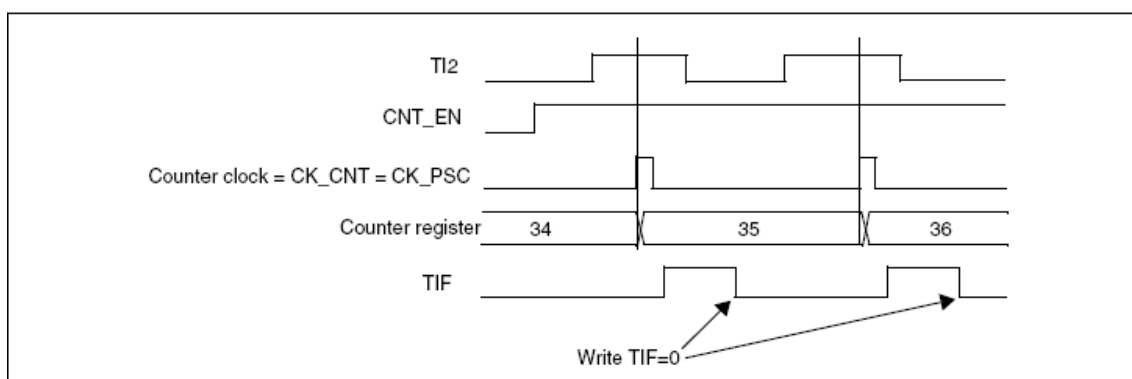 TI2
CNT_EN
Counter clock = CK_CNT = CK_PSC
Counter register 34 35 36
TIF
Write TIF=0